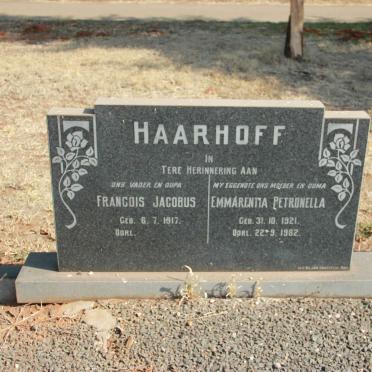 HAARHOFF
IN
TERE HERINNERING AAN
ONS VADER EN OUPA
FRANCOIS JACOBUS
GEB. 6. 7. 1917.
OORL.
MY EGGENOTE ONS MOEDER EN OUMA
EMMARENTIA PETRONELLA
GEB. 31. 10. 1921.
OORL. 22. 9. 1982.